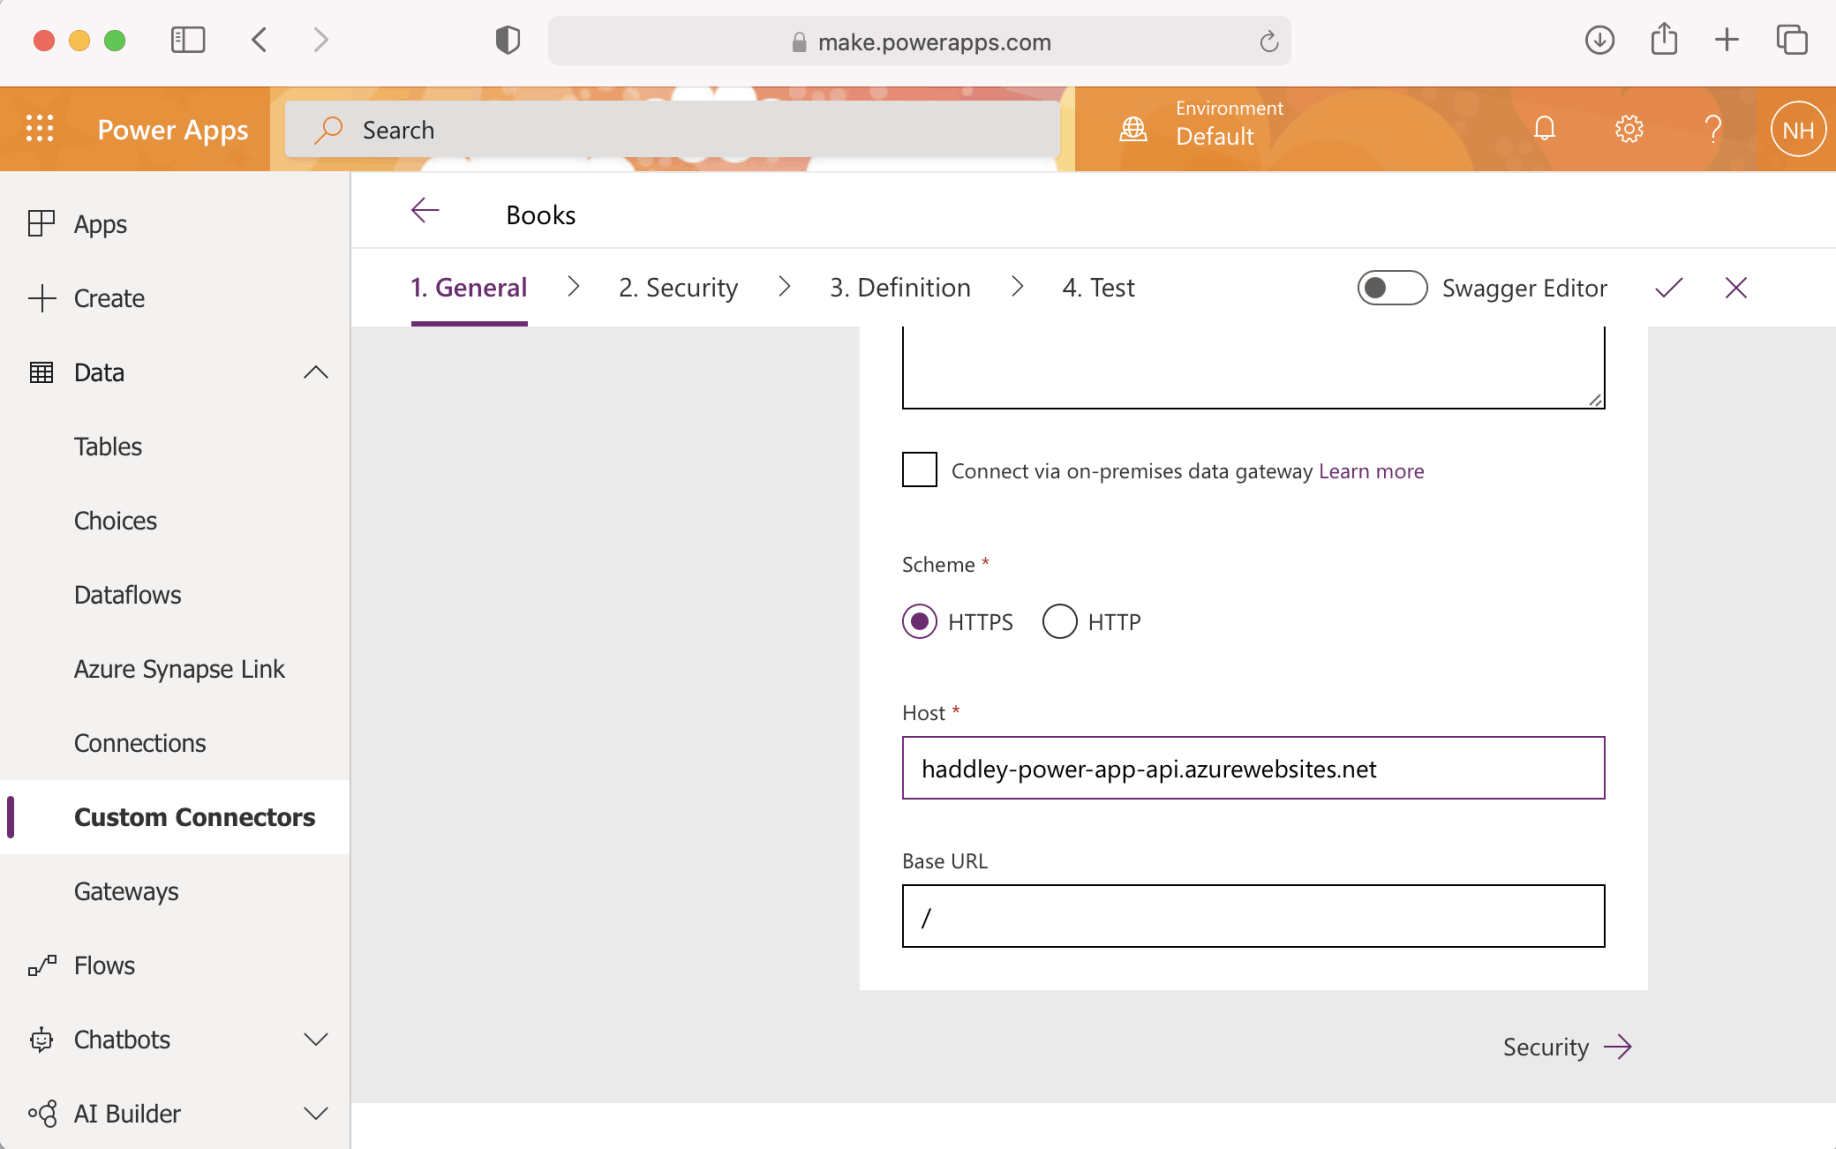 make.powerapps.com
Power Apps
Search
Environment
Default
NH
Apps
Create
Data
Tables
Choices
Dataflows
Azure Synapse Link
Connections
Custom Connectors
Gateways
Flows
Chatbots
AI Builder
Books
1. General
2. Security
3. Definition
4. Test
Swagger Editor
Connect via on-premises data gateway Learn more
Scheme *
HTTPS
HTTP
Host *
haddley-power-app-api.azurewebsites.net
Base URL
/
Security